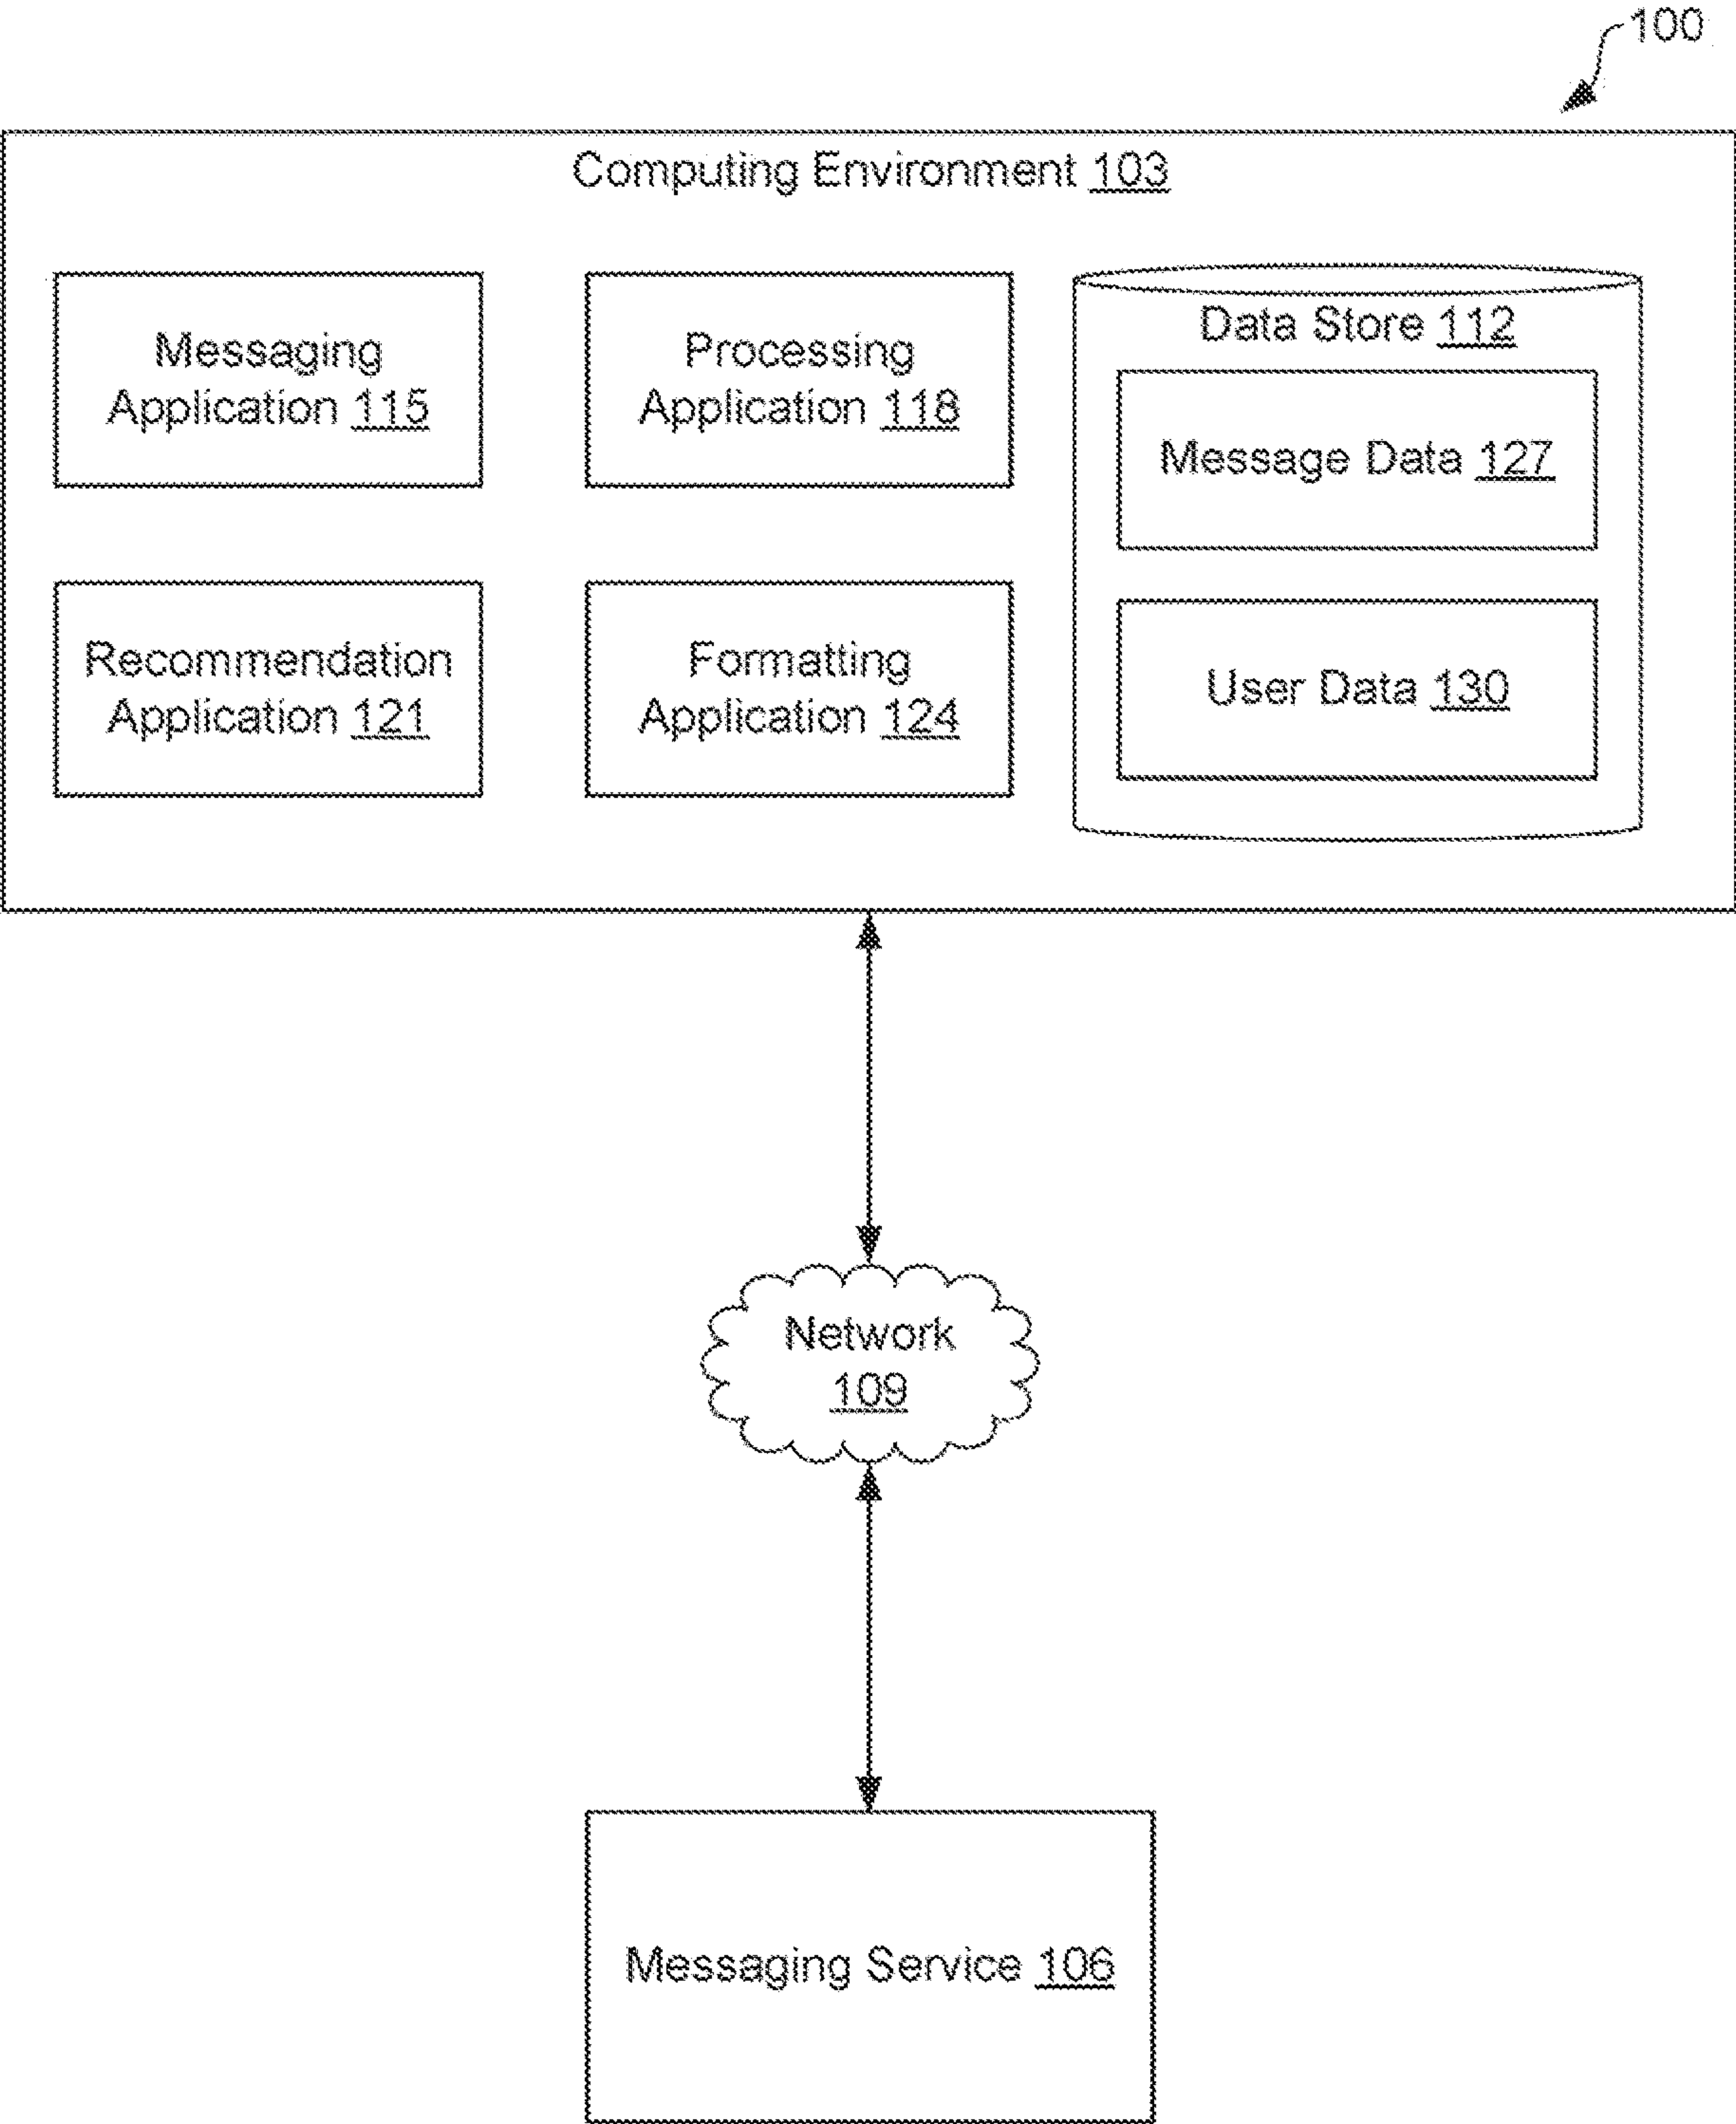 100
Computing Environment 103
Messaging
Application 115
Processing
Application 118
Data Store 112
Message Data 127
Recommendation
Application 121
Formatting
Application 124
User Data 130
Network
109
Messaging Service 106